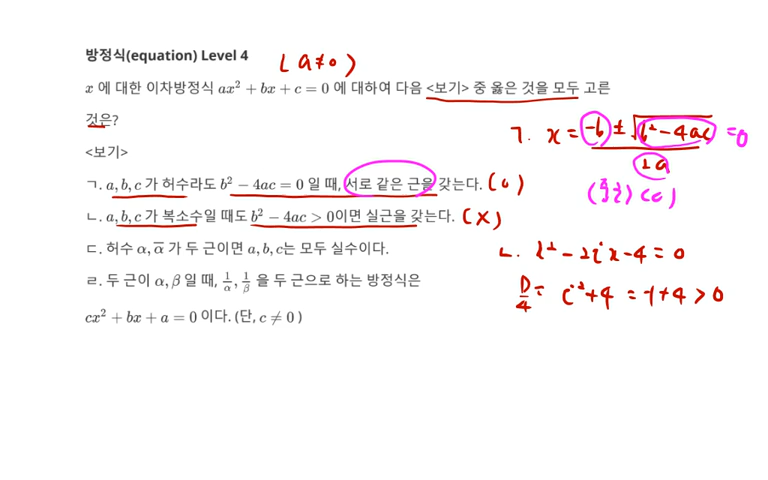 방정식(equation) Level 4
(a≠0)
x 에 대한 이차방정식 ax² + bx + c = 0 에 대하여 다음 <보기> 중 옳은 것을 모두 고른
것은?
<보기>
ㄱ. x = -b ± √b² - 4ac = 0
2a
(중근) (0)
ㄱ. a, b, c 가 허수라도 b² − 4ac = 0 일 때, 서로 같은 근을 갖는다. (0)
ㄴ. a, b, c 가 복소수일 때도 b² − 4ac > 0이면 실근을 갖는다. (X)
ㄷ. 허수 α, α̅ 가 두 근이면 a, b, c는 모두 실수이다.
ㄴ. x² - 2ix - 4 = 0
ㄹ. 두 근이 α, β 일 때, 1/α, 1/β 을 두 근으로 하는 방정식은
D/4 = i² + 4 = -1 + 4 > 0
cx² + bx + a = 0 이다. (단, c ≠ 0 )